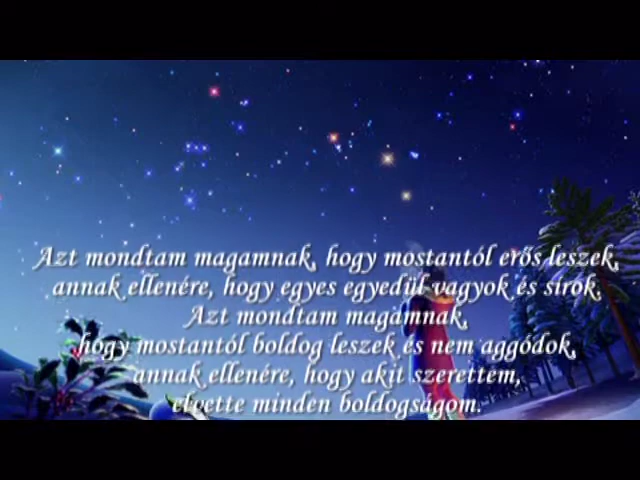 Azt mondtam magamnak, hogy mostantól erős leszek,
annak ellenére, hogy egyes egyedül vagyok és sírok.
Azt mondtam magamnak,
hogy mostantól boldog leszek és nem aggódok,
annak ellenére, hogy akit szerettem,
elvette minden boldogságom.